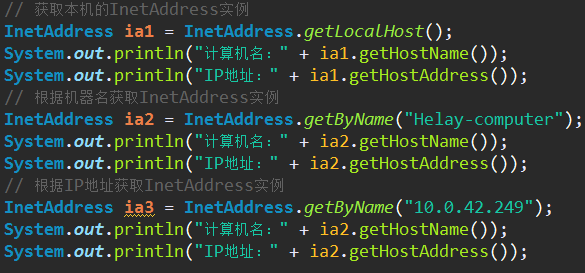 // 获取本机的InetAddress实例
InetAddress ia1 = InetAddress.getLocalHost();
System.out.println("计算机名：" + ia1.getHostName());
System.out.println("IP地址：" + ia1.getHostAddress());
// 根据机器名获取InetAddress实例
InetAddress ia2 = InetAddress.getByName("Helay-computer");
System.out.println("计算机名：" + ia2.getHostName());
System.out.println("IP地址：" + ia2.getHostAddress());
// 根据IP地址获取InetAddress实例
InetAddress ia3 = InetAddress.getByName("10.0.42.249");
System.out.println("计算机名：" + ia2.getHostName());
System.out.println("IP地址：" + ia2.getHostAddress());